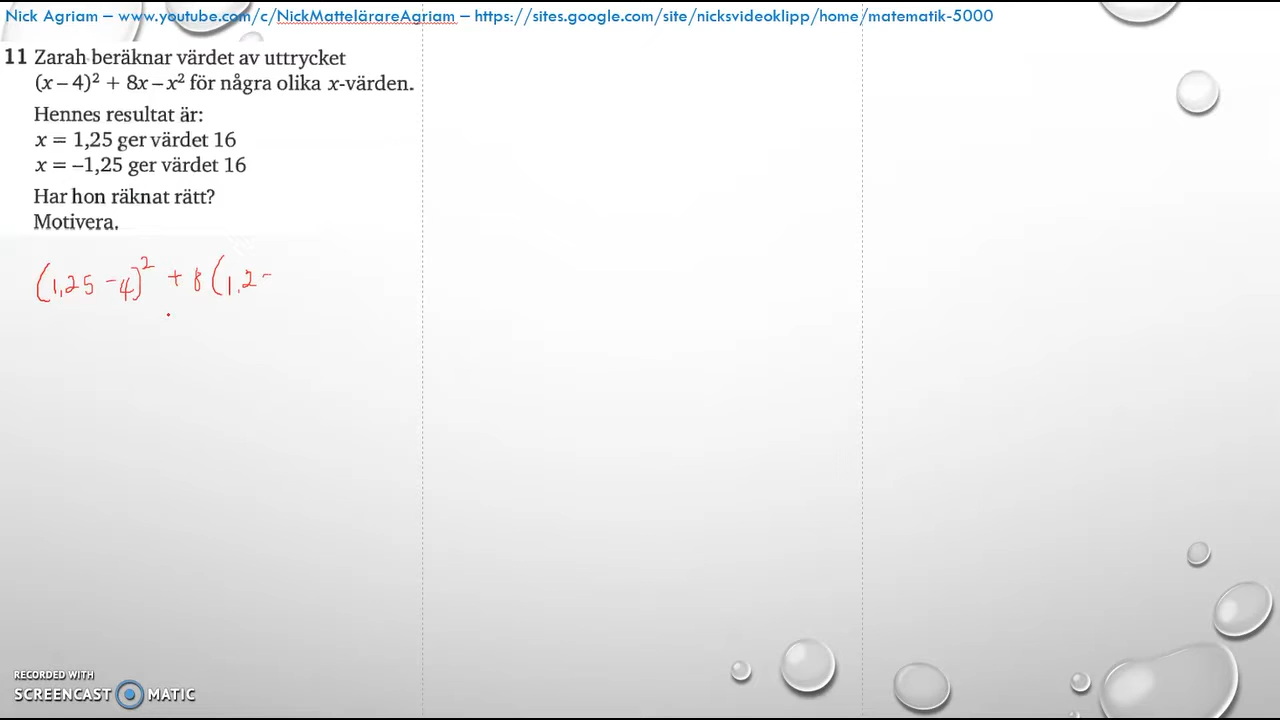 Nick Agriam – www.youtube.com/c/NickMattelärareAgriam – https://sites.google.com/site/nicksvideoklipp/home/matematik-5000
11 Zarah beräknar värdet av uttrycket
(x – 4)² + 8x – x² för några olika x-värden.
Hennes resultat är:
x = 1,25 ger värdet 16
x = –1,25 ger värdet 16
Har hon räknat rätt?
Motivera.
(1,25 - 4)² + 8 (1,2
RECORDED WITH
SCREENCAST MATIC